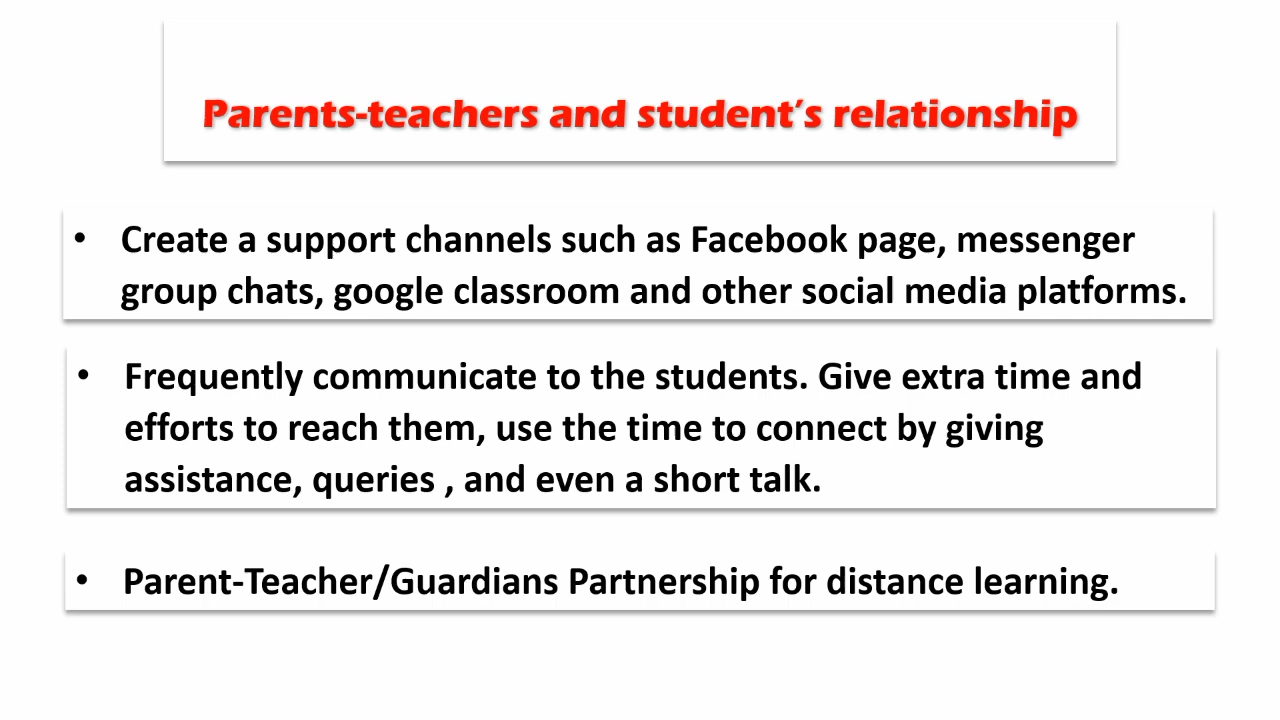 Parents-teachers and student’s relationship
• Create a support channels such as Facebook page, messenger
group chats, google classroom and other social media platforms.
• Frequently communicate to the students. Give extra time and
efforts to reach them, use the time to connect by giving
assistance, queries , and even a short talk.
• Parent-Teacher/Guardians Partnership for distance learning.